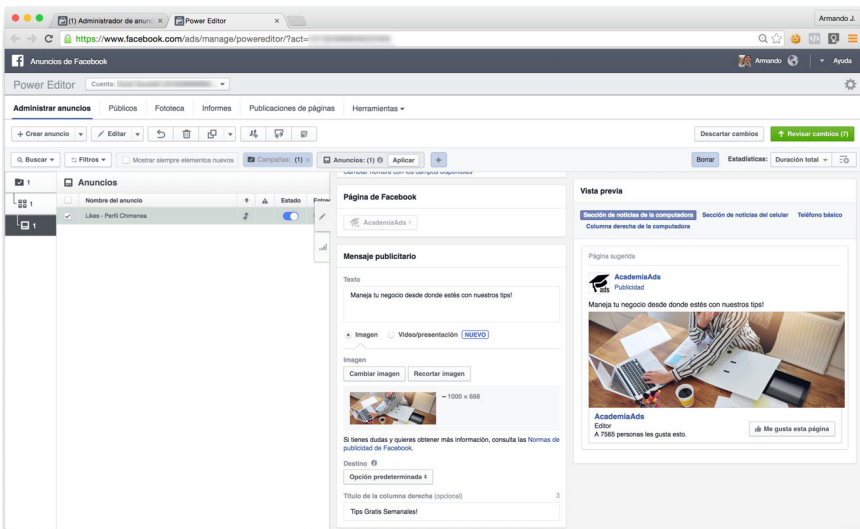 (1) Administrador de anunc
Power Editor
Armando J.
https://www.facebook.com/ads/manage/powereditor/?act=
Anuncios de Facebook
Armando
Ayuda
Power Editor
Cuenta:
Administrar anuncios
Públicos
Fototeca
Informes
Publicaciones de páginas
Herramientas
+ Crear anuncio
Editar
Descartar cambios
Revisar cambios (7)
Buscar
Filtros
Mostrar siempre elementos nuevos
Campañas: (1)
Anuncios: (1)
Aplicar
Borrar
Estadísticas:
Duración total
1
Anuncios
1
Nombre del anuncio
Estado
1
Likes - Perfil Chimenea
Página de Facebook
AcademiaAds
Mensaje publicitario
Texto
Maneja tu negocio desde donde estés con nuestros tips!
Imagen
Video/presentación
NUEVO
Imagen
Cambiar imagen
Recortar imagen
– 1000 × 668
Si tienes dudas y quieres obtener más información, consulta las Normas de
publicidad de Facebook.
Destino
Opción predeterminada
Título de la columna derecha (opcional)
3
Tips Gratis Semanales!
Vista previa
Sección de noticias de la computadora
Sección de noticias del celular
Teléfono básico
Columna derecha de la computadora
Página sugerida
ads
AcademiaAds
Publicidad
Maneja tu negocio desde donde estés con nuestros tips!
AcademiaAds
Editor
A 7565 personas les gusta esto.
Me gusta esta página